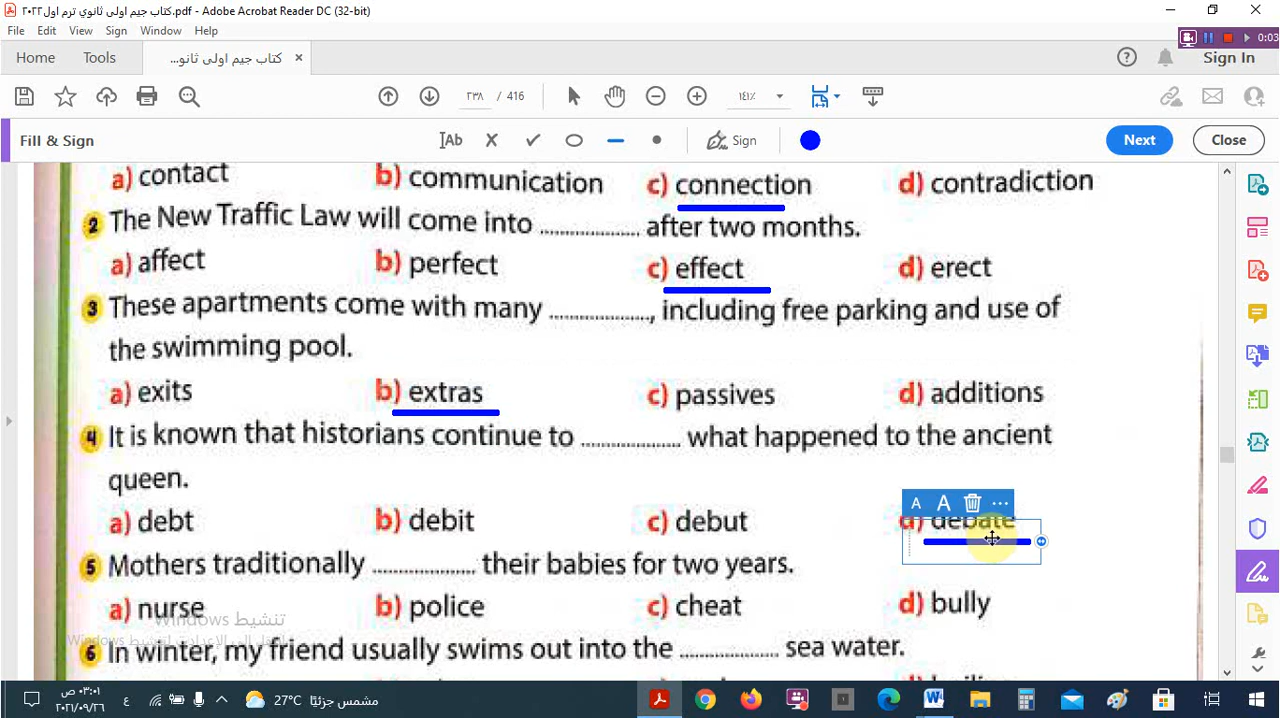 كتاب جيم اولى ثانوي ترم اول٢٠٢٢.pdf - Adobe Acrobat Reader DC (32-bit)
File Edit View Sign Window Help
0:03
Home Tools كتاب جيم اولى ثانو... × Sign In
٢٣٨ / 416 ١٤١٪
Fill & Sign Ab Sign Next Close
a) contact b) communication c) connection d) contradiction
2 The New Traffic Law will come into .................... after two months.
a) affect b) perfect c) effect d) erect
3 These apartments come with many ...................., including free parking and use of
the swimming pool.
a) exits b) extras c) passives d) additions
4 It is known that historians continue to .................... what happened to the ancient
queen.
A A ...
a) debt b) debit c) debut d) debate
5 Mothers traditionally .................... their babies for two years.
a) nurse b) police c) cheat d) bully
تنشيط Windows
6 In winter, my friend usually swims out into the .................... sea water.
٠٣:٠١ ص
٢٠٢١/٠٩/٢٦
ع
27°C مشمس جزئيًا